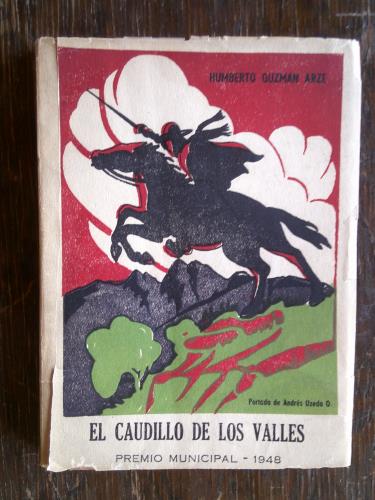 HUMBERTO GUZMAN ARZE
Portada de Andrés Uzeda O.
EL CAUDILLO DE LOS VALLES
PREMIO MUNICIPAL - 1948